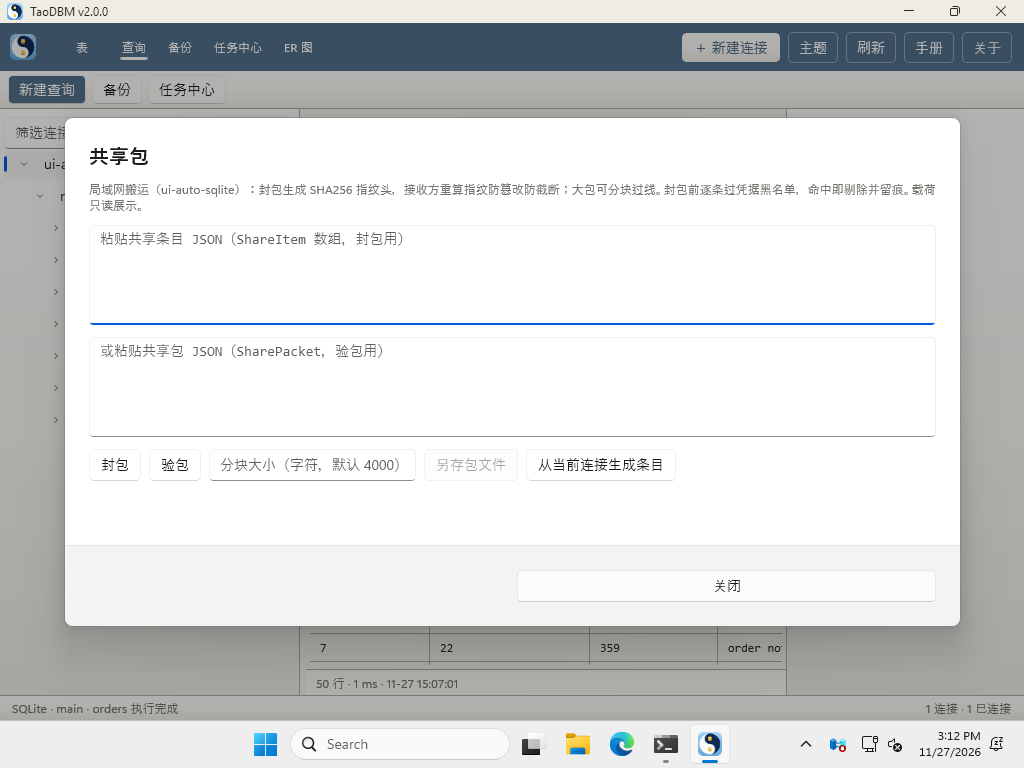 TaoDBM v2.0.0
表
查询
备份
任务中心
ER 图
+ 新建连接
主题
刷新
手册
关于
新建查询
备份
任务中心
筛选连接
ui-a
共享包
局域网搬运（ui-auto-sqlite）：封包生成 SHA256 指纹头，接收方重算指纹防篡改防截断；大包可分块过线。封包前逐条过凭据黑名单，命中即剔除并留痕。载荷
只读展示。
粘贴共享条目 JSON（ShareItem 数组，封包用）
或粘贴共享包 JSON（SharePacket，验包用）
封包
验包
分块大小（字符，默认 4000）
另存包文件
从当前连接生成条目
关闭
7 22 359 order no
50 行 · 1 ms · 11-27 15:07:01
SQLite · main · orders 执行完成
1 连接 · 1 已连接
Search
3:12 PM
11/27/2026